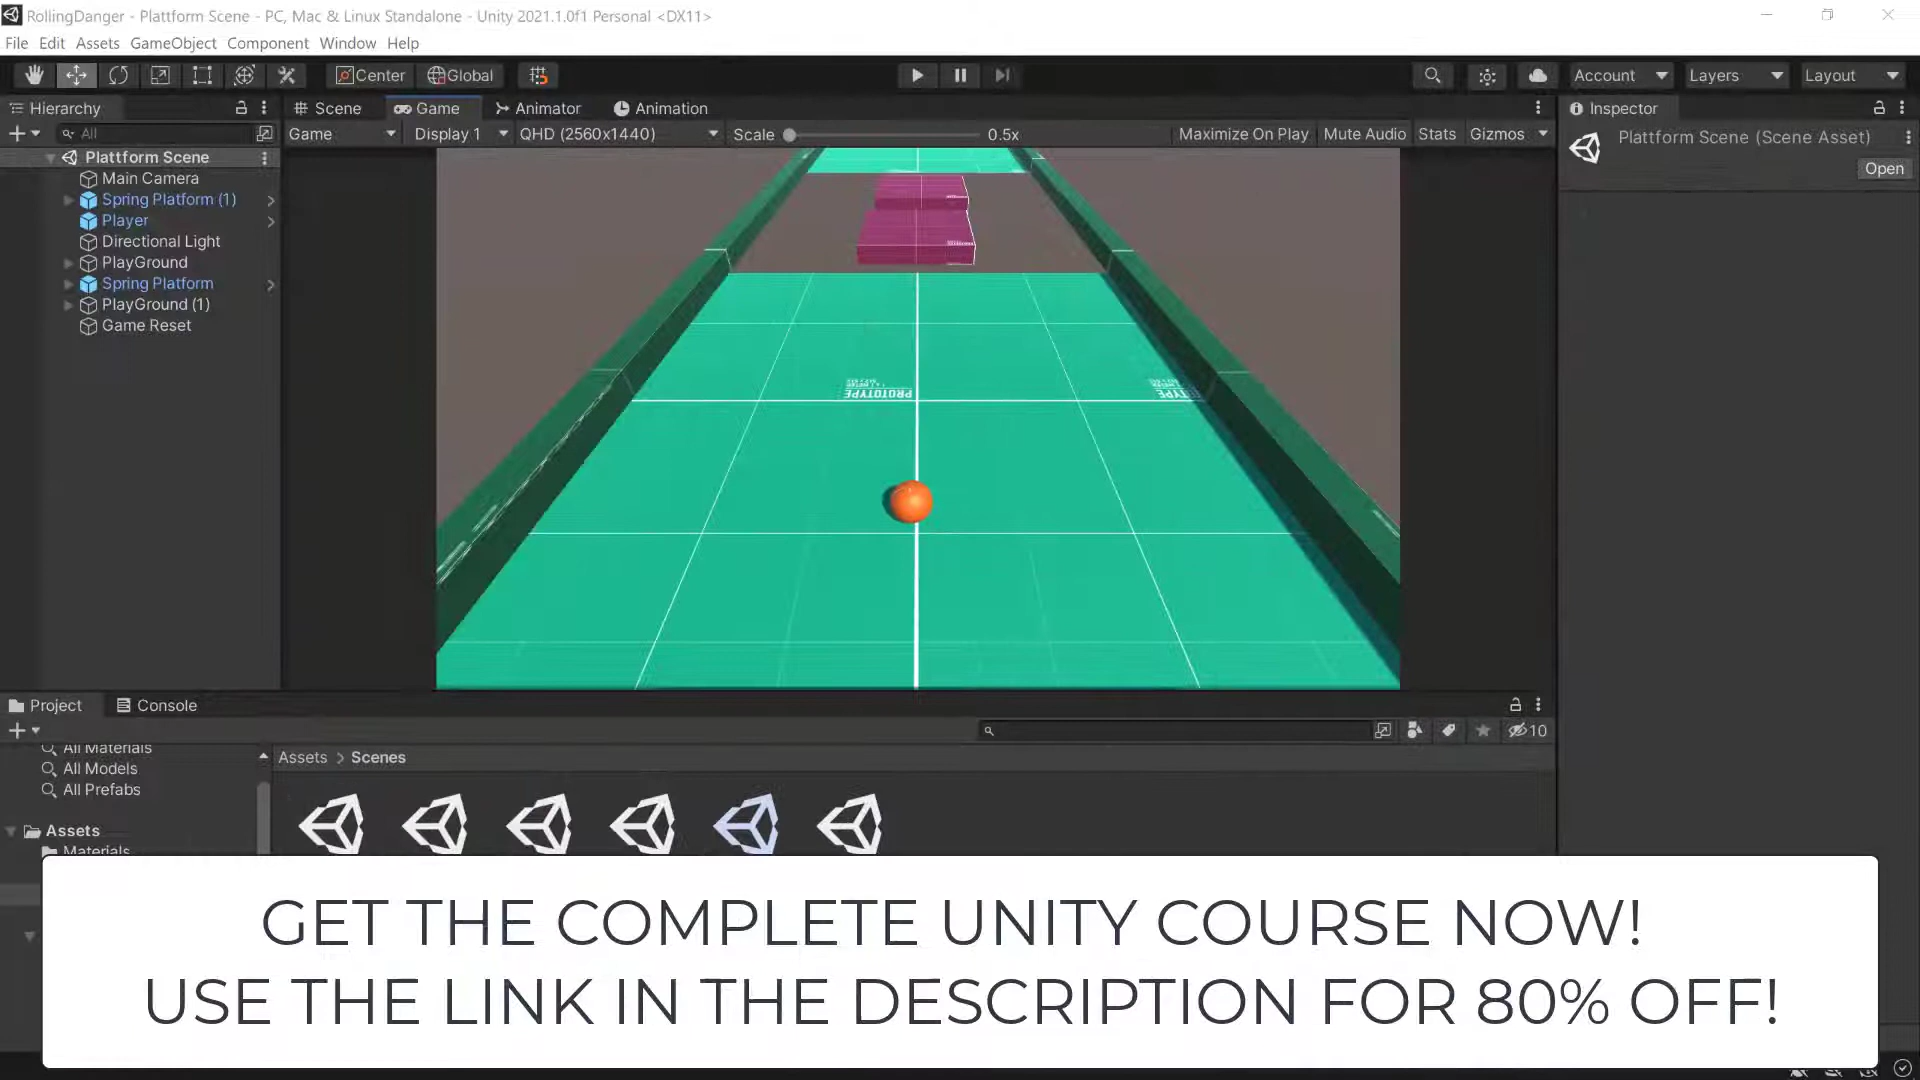 RollingDanger - Plattform Scene - PC, Mac & Linux Standalone - Unity 2021.1.0f1 Personal <DX11>
File Edit Assets GameObject Component Window Help
Center Global Account Layers Layout
Hierarchy Scene Game Animator Animation Inspector
All Game Display 1 QHD (2560x1440) Scale 0.5x Maximize On Play Mute Audio Stats Gizmos
Plattform Scene (Scene Asset)
Open
Plattform Scene
Main Camera
Spring Platform (1)
Player
Directional Light
PlayGround
Spring Platform
PlayGround (1)
Game Reset
PROTOTYPE
Project Console
10
All Materials
Assets > Scenes
All Models
All Prefabs
Assets
Materials
GET THE COMPLETE UNITY COURSE NOW!
USE THE LINK IN THE DESCRIPTION FOR 80% OFF!